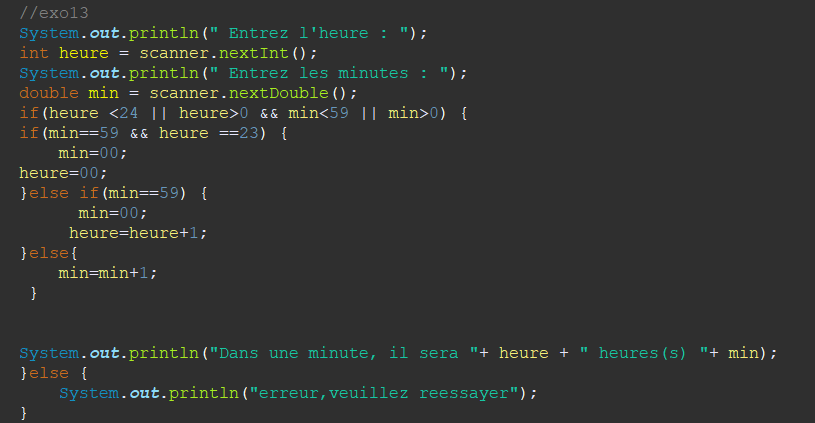 //exo13
System.out.println(" Entrez l'heure : ");
int heure = scanner.nextInt();
System.out.println(" Entrez les minutes : ");
double min = scanner.nextDouble();
if(heure <24 || heure>0 && min<59 || min>0) {
if(min==59 && heure ==23) {
    min=00;
heure=00;
}else if(min==59) {
      min=00;
     heure=heure+1;
}else{
    min=min+1;
 }
System.out.println("Dans une minute, il sera "+ heure + " heures(s) "+ min);
}else {
    System.out.println("erreur,veuillez reessayer");
}